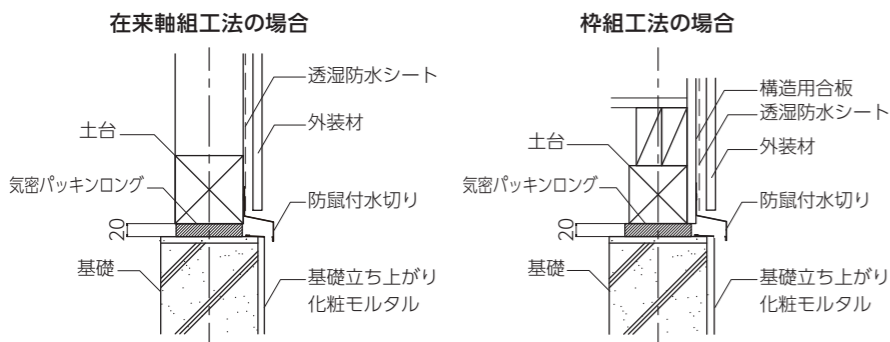 在来軸組工法の場合
透湿防水シート
外装材
土台
気密パッキンロング
防鼠付水切り
20
基礎
基礎立ち上がり
化粧モルタル
枠組工法の場合
構造用合板
透湿防水シート
外装材
土台
気密パッキンロング
防鼠付水切り
20
基礎
基礎立ち上がり
化粧モルタル